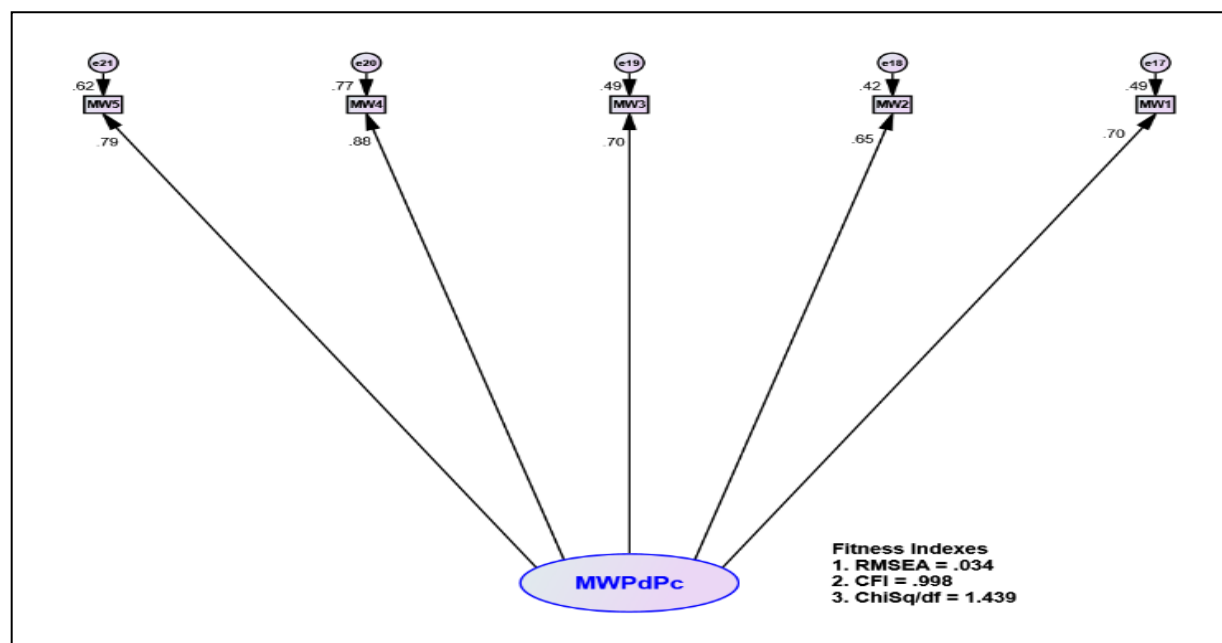 e21 e20 e19 e18 e17
.62 .77 .49 .42 .49
MW5 MW4 MW3 MW2 MW1
.79 .88 .70 .65 .70
MWPdPc
Fitness Indexes
1. RMSEA = .034
2. CFI = .998
3. ChiSq/df = 1.439